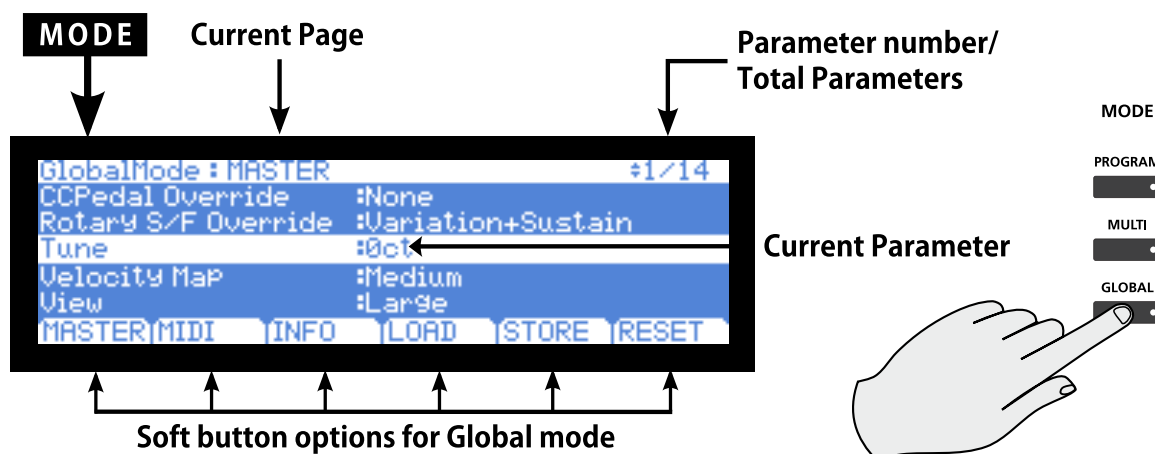 MODE
Current Page
Parameter number/
Total Parameters
GlobalMode : MASTER ÷1/14
CCPedal Override :None
Rotary S/F Override :Variation+Sustain
Tune :0ct
Velocity Map :Medium
View :Large
MASTER MIDI INFO LOAD STORE RESET
Current Parameter
Soft button options for Global mode
MODE
PROGRAM
MULTI
GLOBAL